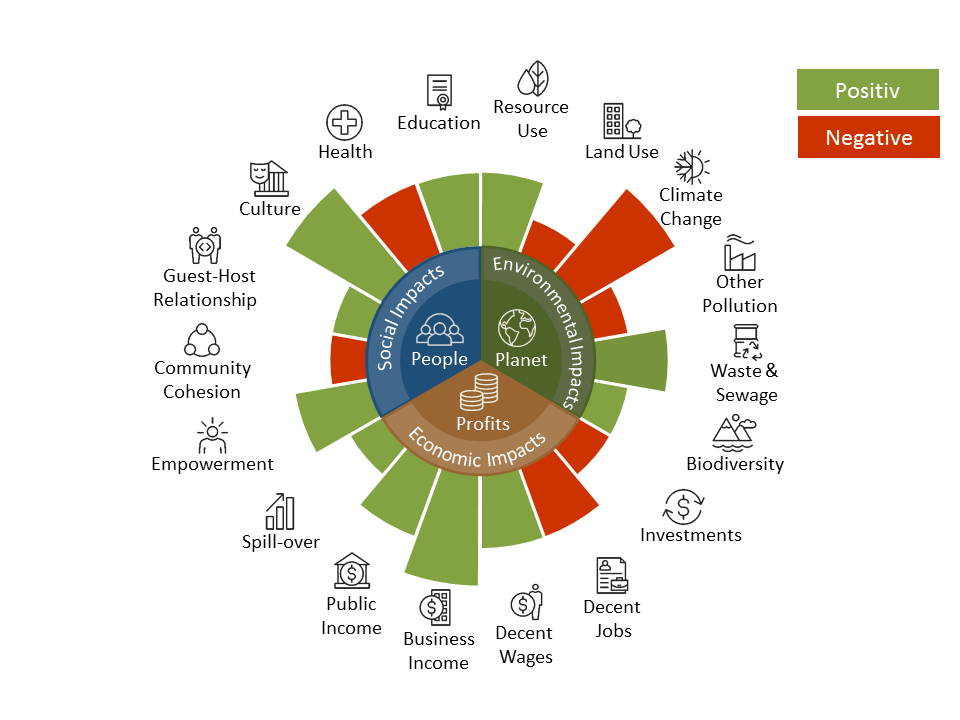 Positiv
Negative
Resource
Use
Education
Land Use
Health
Climate
Change
Culture
Other
Pollution
Guest-Host
Relationship
Waste &
Sewage
Community
Cohesion
Biodiversity
Empowerment
Investments
Spill-over
Decent
Jobs
Public
Income
Decent
Wages
Business
Income
Social Impacts
Environmental Impacts
Economic Impacts
People
Planet
Profits